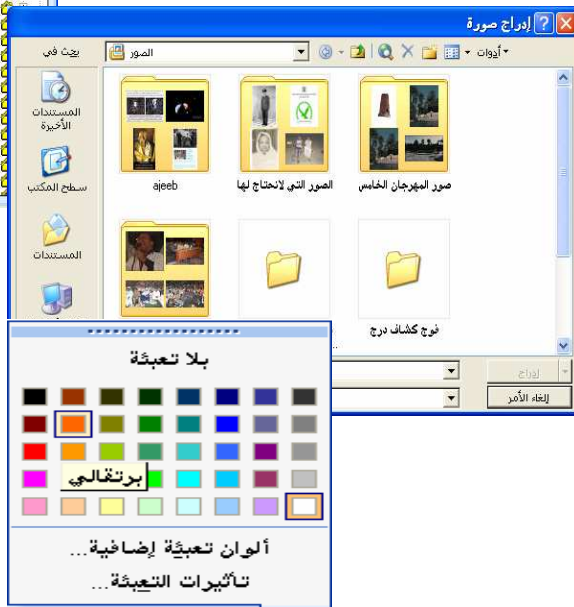 إدراج صورة
بحث في
الصور
أدوات
المستندات
الأخيرة
سطح المكتب
المستندات
ajeeb
الصور التي لانحتاج لها
صور المهرجان الخامس
فوج كشاف درج
إدراج
إلغاء الأمر
بلا تعبئة
برتقالي
ألوان تعبئة إضافية...
تأثيرات التعبئة...